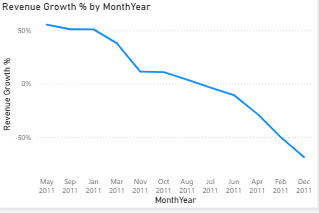 Revenue Growth % by MonthYear
50%
0%
50%
Revenue Growth %
May 2011
Sep 2011
Jan 2011
Mar 2011
Nov 2011
Oct 2011
Aug 2011
Jul 2011
Jun 2011
Apr 2011
Feb 2011
Dec 2011
MonthYear